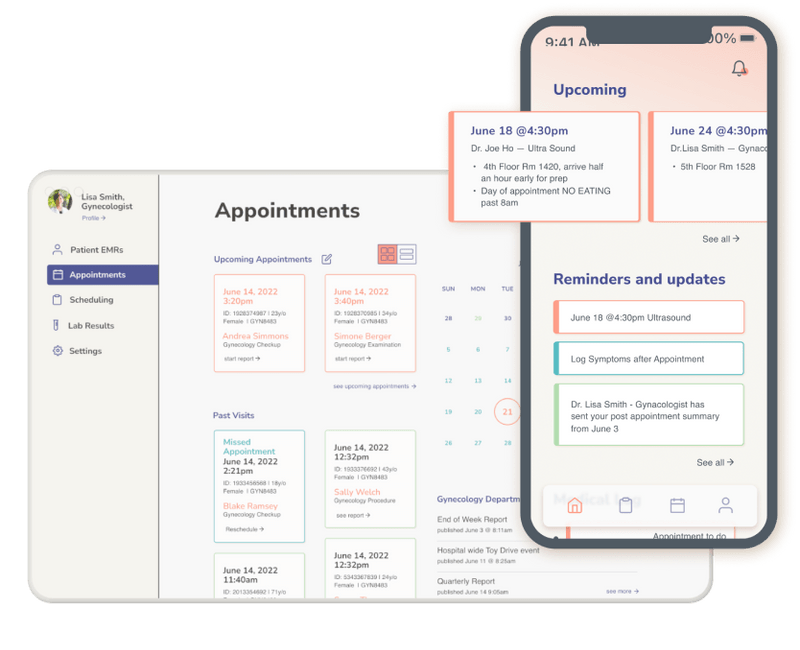 Lisa Smith,
Gynecologist
Profile →
Patient EMRs
Appointments
Scheduling
Lab Results
Settings
Appointments
Upcoming Appointments
June 14, 2022
3:20pm
ID: 1928374987 | 23y/o
Female | GYN8483
Andrea Simmons
Gynecology Checkup
start report →
June 14, 2022
3:40pm
ID: 1928370985 | 34y/o
Female | GYN8483
Simone Berger
Gynecology Examination
start report →
see upcoming appointments →
Past Visits
Missed
Appointment
June 14, 2022
2:21pm
ID: 1933498568 | 18y/o
Female | GYN8483
Blake Ramsey
Gynecology Checkup
Reschedule →
June 14, 2022
12:32pm
ID: 1933376692 | 42y/o
Female | GYN8483
Sally Welch
Gynecology Procedure
see report →
June 14, 2022
11:40am
ID: 2013354682 | 71y/o
Female | GYN8483
June 14, 2022
12:32pm
ID: 5343367839 | 24y/o
Female | GYN8483
SUN MON TUE
28 29 30
5 6 7
12 13 14
19 20 21
26 27 28
Gynecology Departm
End of Week Report
published June 3 @ 8:11am
Hospital wide Toy Drive event
published June 11 @ 8:25am
Quarterly Report
published June 14 9:05am
see more →
9:41 AM
00%
Upcoming
June 18 @4:30pm
Dr. Joe Ho — Ultra Sound
• 4th Floor Rm 1420, arrive half
an hour early for prep
• Day of appointment NO EATING
past 8am
June 24 @4:30pm
Dr.Lisa Smith — Gynaco
• 5th Floor Rm 1528
See all →
Reminders and updates
June 18 @4:30pm Ultrasound
Log Symptoms after Appointment
Dr. Lisa Smith - Gynacologist has
sent your post appointment summary
from June 3
See all →
Medical Log
Appointment to do